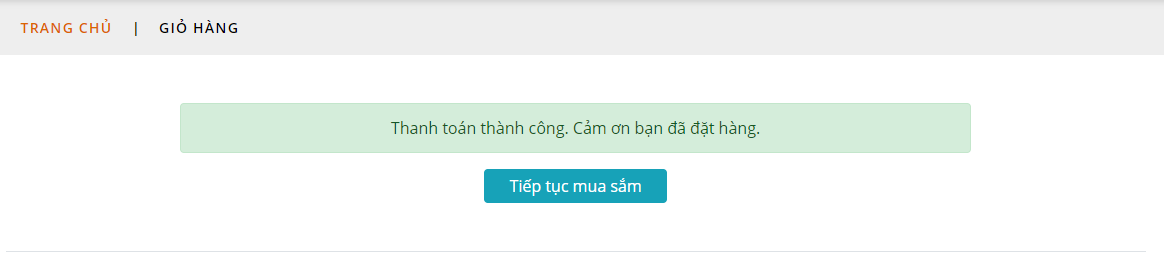 TRANG CHỦ | GIỎ HÀNG
Thanh toán thành công. Cảm ơn bạn đã đặt hàng.
Tiếp tục mua sắm